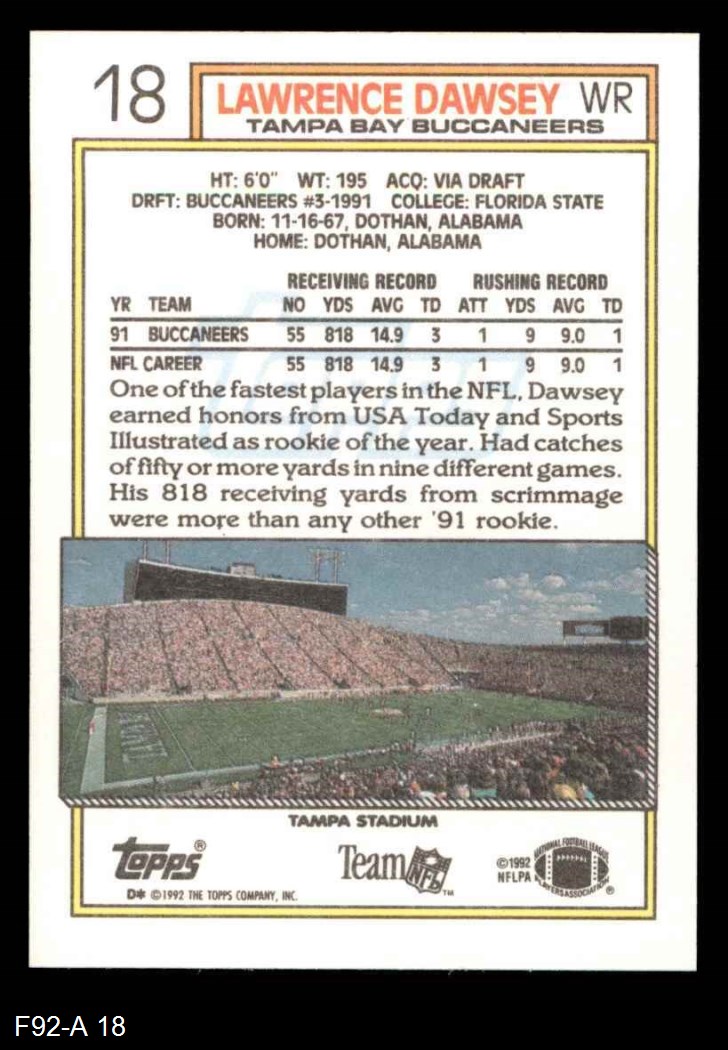 18
LAWRENCE DAWSEY WR
TAMPA BAY BUCCANEERS
HT: 6'0" WT: 195 ACQ: VIA DRAFT
DRFT: BUCCANEERS #3-1991 COLLEGE: FLORIDA STATE
BORN: 11-16-67, DOTHAN, ALABAMA
HOME: DOTHAN, ALABAMA
RECEIVING RECORD RUSHING RECORD
YR TEAM NO YDS AVG TD ATT YDS AVG TD
91 BUCCANEERS 55 818 14.9 3 1 9 9.0 1
NFL CAREER 55 818 14.9 3 1 9 9.0 1
One of the fastest players in the NFL, Dawsey
earned honors from USA Today and Sports
Illustrated as rookie of the year. Had catches
of fifty or more yards in nine different games.
His 818 receiving yards from scrimmage
were more than any other '91 rookie.
TAMPA STADIUM
TOPPS®
D* ©1992 THE TOPPS COMPANY, INC.
Team NFL™
©1992
NFLPA
NATIONAL FOOTBALL LEAGUE
PLAYERS ASSOCIATION®
F92-A 18